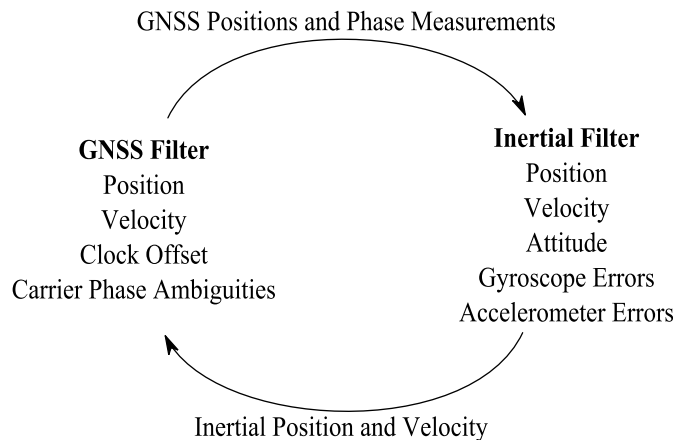 GNSS Positions and Phase Measurements
GNSS Filter
Position
Velocity
Clock Offset
Carrier Phase Ambiguities
Inertial Filter
Position
Velocity
Attitude
Gyroscope Errors
Accelerometer Errors
Inertial Position and Velocity